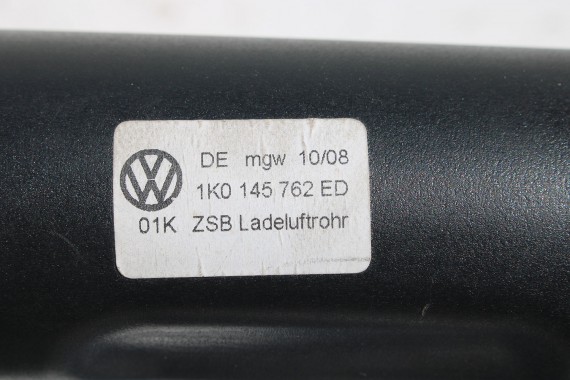 DE mgw 10/08
1K0 145 762 ED
01K ZSB Ladeluftrohr